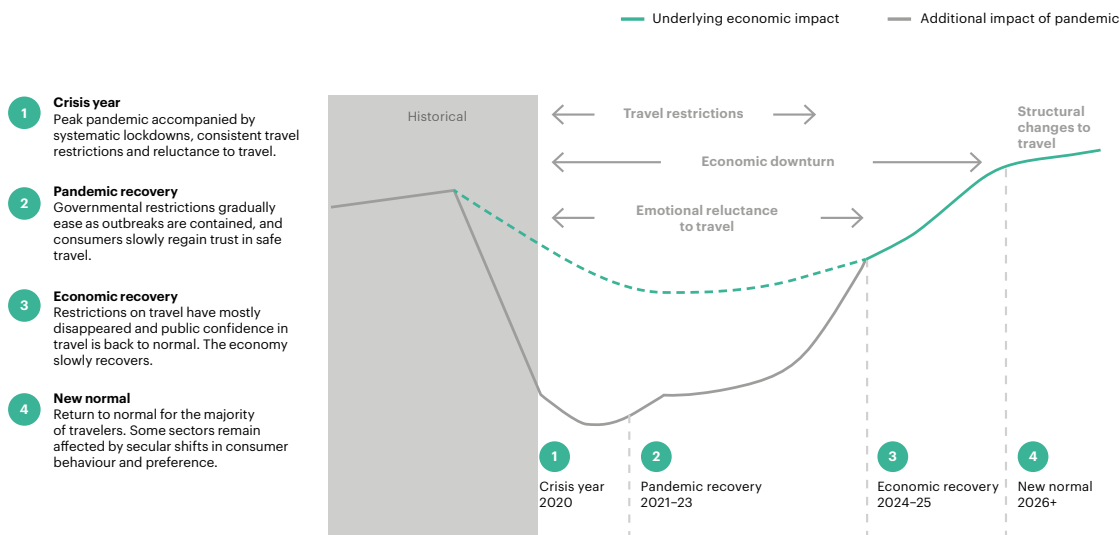 Underlying economic impact
Additional impact of pandemic
1
Crisis year
Peak pandemic accompanied by
systematic lockdowns, consistent travel
restrictions and reluctance to travel.
2
Pandemic recovery
Governmental restrictions gradually
ease as outbreaks are contained, and
consumers slowly regain trust in safe
travel.
3
Economic recovery
Restrictions on travel have mostly
disappeared and public confidence in
travel is back to normal. The economy
slowly recovers.
4
New normal
Return to normal for the majority
of travelers. Some sectors remain
affected by secular shifts in consumer
behaviour and preference.
Historical
Travel restrictions
Structural
changes to
travel
Economic downturn
Emotional reluctance
to travel
1
Crisis year
2020
2
Pandemic recovery
2021–23
3
Economic recovery
2024–25
4
New normal
2026+